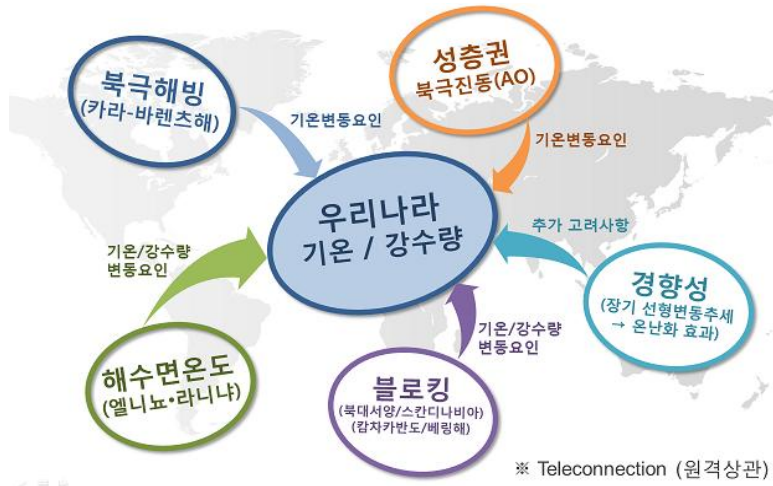 북극해빙
(카라-바렌츠해)
기온변동요인
성층권
북극진동(AO)
기온변동요인
우리나라
기온 / 강수량
추가 고려사항
경향성
(장기 선형변동추세
→ 온난화 효과)
기온/강수량
변동요인
해수면온도
(엘니뇨•라니냐)
기온/강수량
변동요인
블로킹
(북대서양/스칸디나비아)
(캄차카반도/베링해)
※ Teleconnection (원격상관)